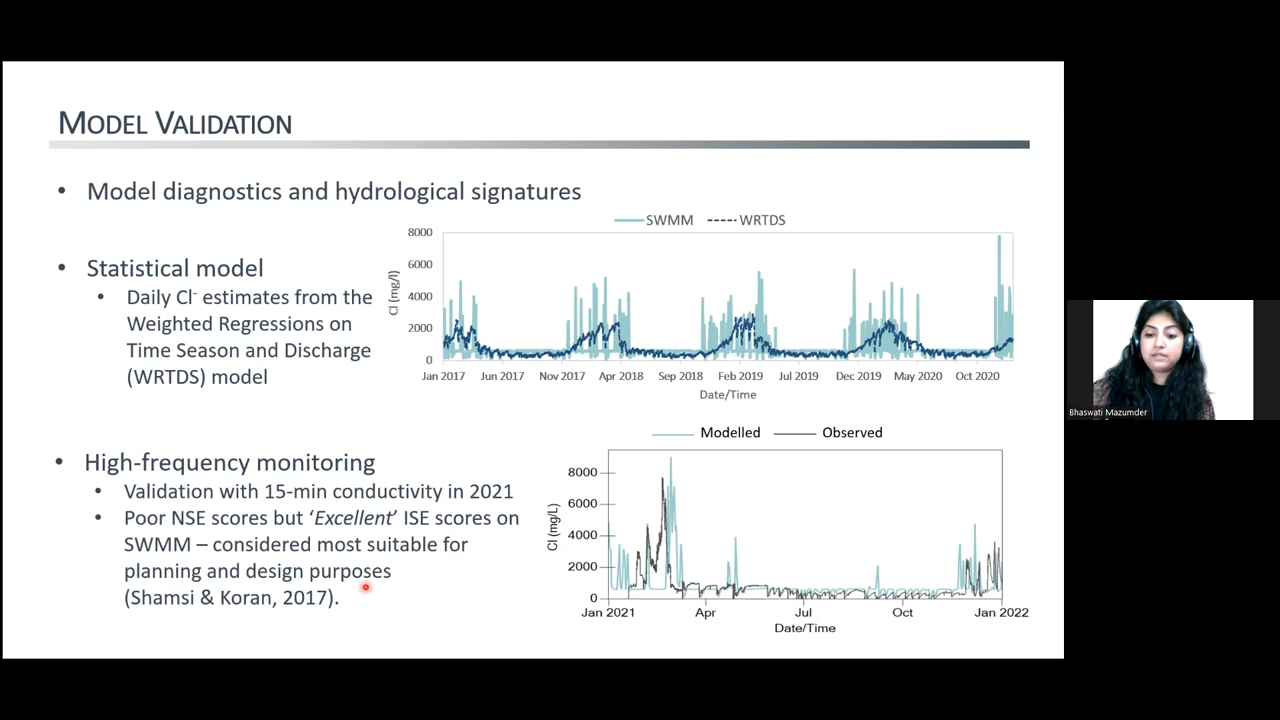 MODEL VALIDATION
• Model diagnostics and hydrological signatures
• Statistical model
• Daily Cl- estimates from the
Weighted Regressions on
Time Season and Discharge
(WRTDS) model
SWMM WRTDS
8000
6000
4000
2000
0
Cl (mg/l)
Jan 2017 Jun 2017 Nov 2017 Apr 2018 Sep 2018 Feb 2019 Jul 2019 Dec 2019 May 2020 Oct 2020
Date/Time
• High-frequency monitoring
• Validation with 15-min conductivity in 2021
• Poor NSE scores but ‘Excellent’ ISE scores on
SWMM – considered most suitable for
planning and design purposes
(Shamsi & Koran, 2017).
Modelled Observed
8000
6000
4000
2000
0
Cl (mg/L)
Jan 2021 Apr Jul Oct Jan 2022
Date/Time
Bhaswati Mazumder